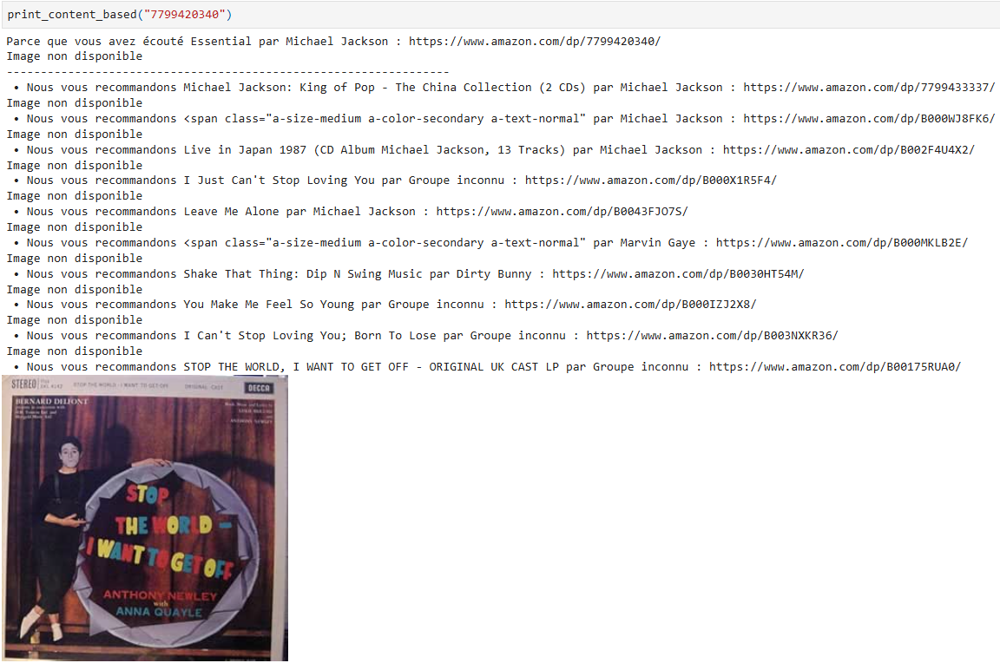 print_content_based("7799420340")
Parce que vous avez écouté Essential par Michael Jackson : https://www.amazon.com/dp/7799420340/
Image non disponible
-----------------------------------------------------------------
• Nous vous recommandons Michael Jackson: King of Pop - The China Collection (2 CDs) par Michael Jackson : https://www.amazon.com/dp/7799433337/
Image non disponible
• Nous vous recommandons <span class="a-size-medium a-color-secondary a-text-normal" par Michael Jackson : https://www.amazon.com/dp/B000WJ8FK6/
Image non disponible
• Nous vous recommandons Live in Japan 1987 (CD Album Michael Jackson, 13 Tracks) par Michael Jackson : https://www.amazon.com/dp/B002F4U4X2/
Image non disponible
• Nous vous recommandons I Just Can't Stop Loving You par Groupe inconnu : https://www.amazon.com/dp/B000X1R5F4/
Image non disponible
• Nous vous recommandons Leave Me Alone par Michael Jackson : https://www.amazon.com/dp/B0043FJO7S/
Image non disponible
• Nous vous recommandons <span class="a-size-medium a-color-secondary a-text-normal" par Marvin Gaye : https://www.amazon.com/dp/B000MKLB2E/
Image non disponible
• Nous vous recommandons Shake That Thing: Dip N Swing Music par Dirty Bunny : https://www.amazon.com/dp/B0030HT54M/
Image non disponible
• Nous vous recommandons You Make Me Feel So Young par Groupe inconnu : https://www.amazon.com/dp/B000IZJ2X8/
Image non disponible
• Nous vous recommandons I Can't Stop Loving You; Born To Lose par Groupe inconnu : https://www.amazon.com/dp/B003NXKR36/
Image non disponible
• Nous vous recommandons STOP THE WORLD, I WANT TO GET OFF - ORIGINAL UK CAST LP par Groupe inconnu : https://www.amazon.com/dp/B00175RUA0/
STEREO STOP THE WORLD - I WANT TO GET OFF ORIGINAL CAST DECCA
BERNARD DELFONT
STOP
THE WORLD -
I WANT TO GET OFF
ANTHONY NEWLEY
with
ANNA QUAYLE